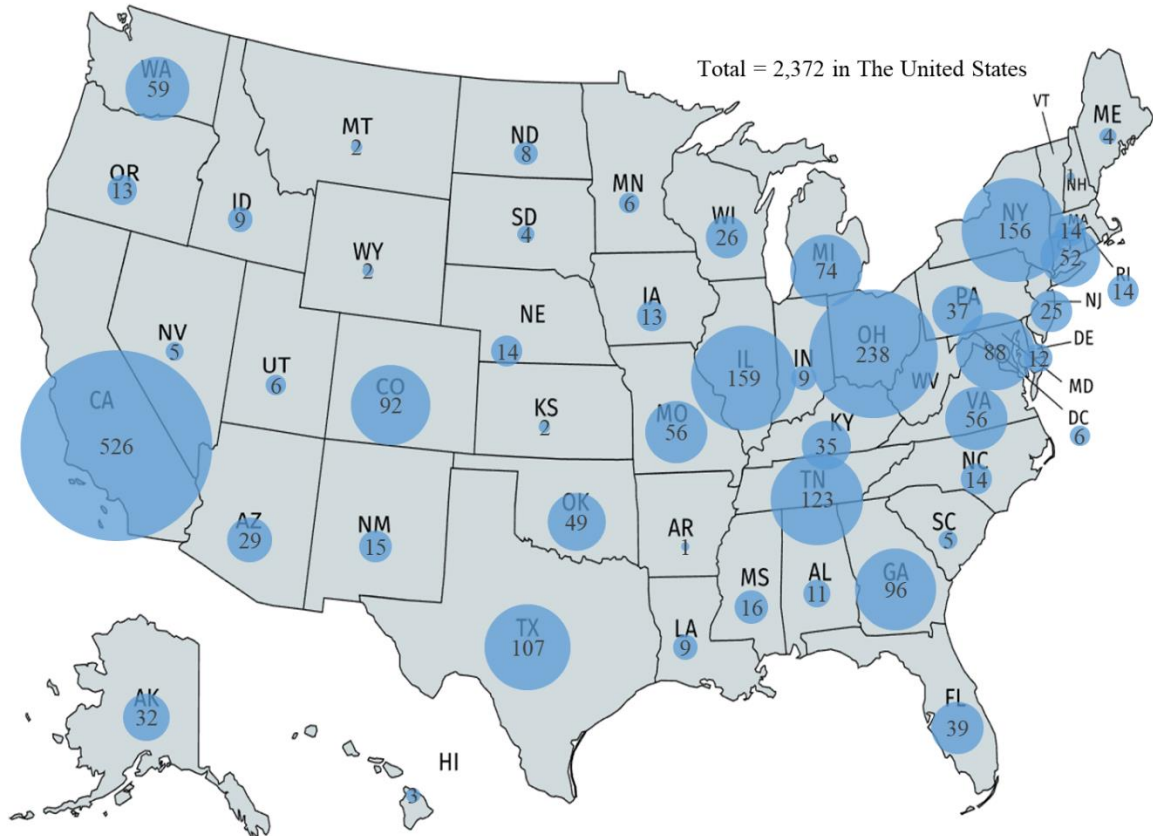 Total = 2,372 in The United States
WA
59
MT
2
ND
8
MN
6
VT
ME
4
NH
OR
13
ID
9
SD
4
WI
26
MI
74
NY
156
MA
14
52
RI
14
WY
2
IA
13
NE
14
PA
37
NJ
25
NV
5
UT
6
CO
92
IL
159
IN
9
OH
238
88
DE
12
MD
WV
DC
6
CA
526
KS
2
MO
56
KY
35
VA
56
AZ
29
NM
15
OK
49
AR
1
TN
123
NC
14
SC
5
MS
16
AL
11
GA
96
TX
107
LA
9
FL
39
AK
32
HI
3